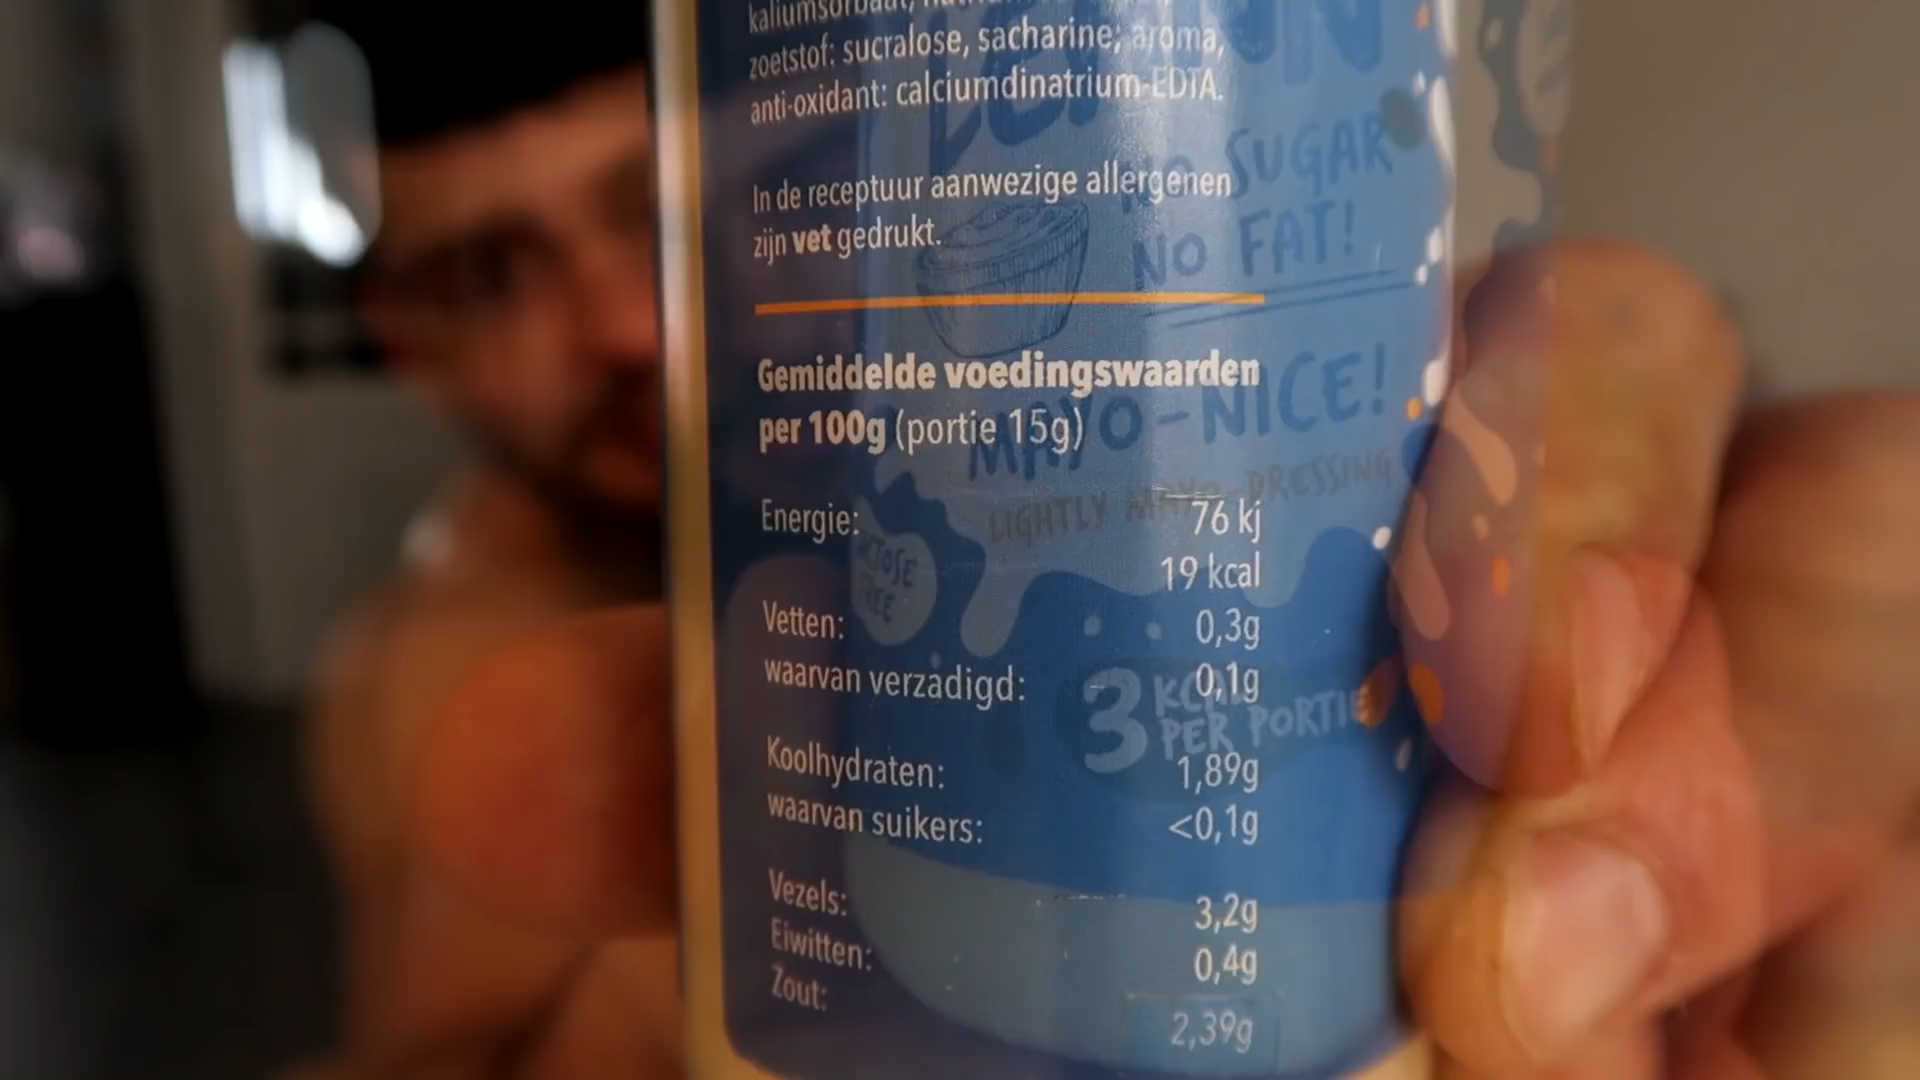 zoetstof: sucralose, sacharine; aroma,
anti-oxidant: calciumdinatrium-EDTA.
In de receptuur aanwezige allergenen
zijn vet gedrukt.
Gemiddelde voedingswaarden
per 100g (portie 15g)
Energie: 76 kj
19 kcal
Vetten: 0,3g
waarvan verzadigd: 0,1g
Koolhydraten: 1,89g
waarvan suikers: <0,1g
Vezels: 3,2g
Eiwitten: 0,4g
Zout: 2,39g
NO SUGAR
NO FAT!
MAYO-NICE!
LIGHTLY MAYO DRESSING
3 KCAL
PER PORTIE